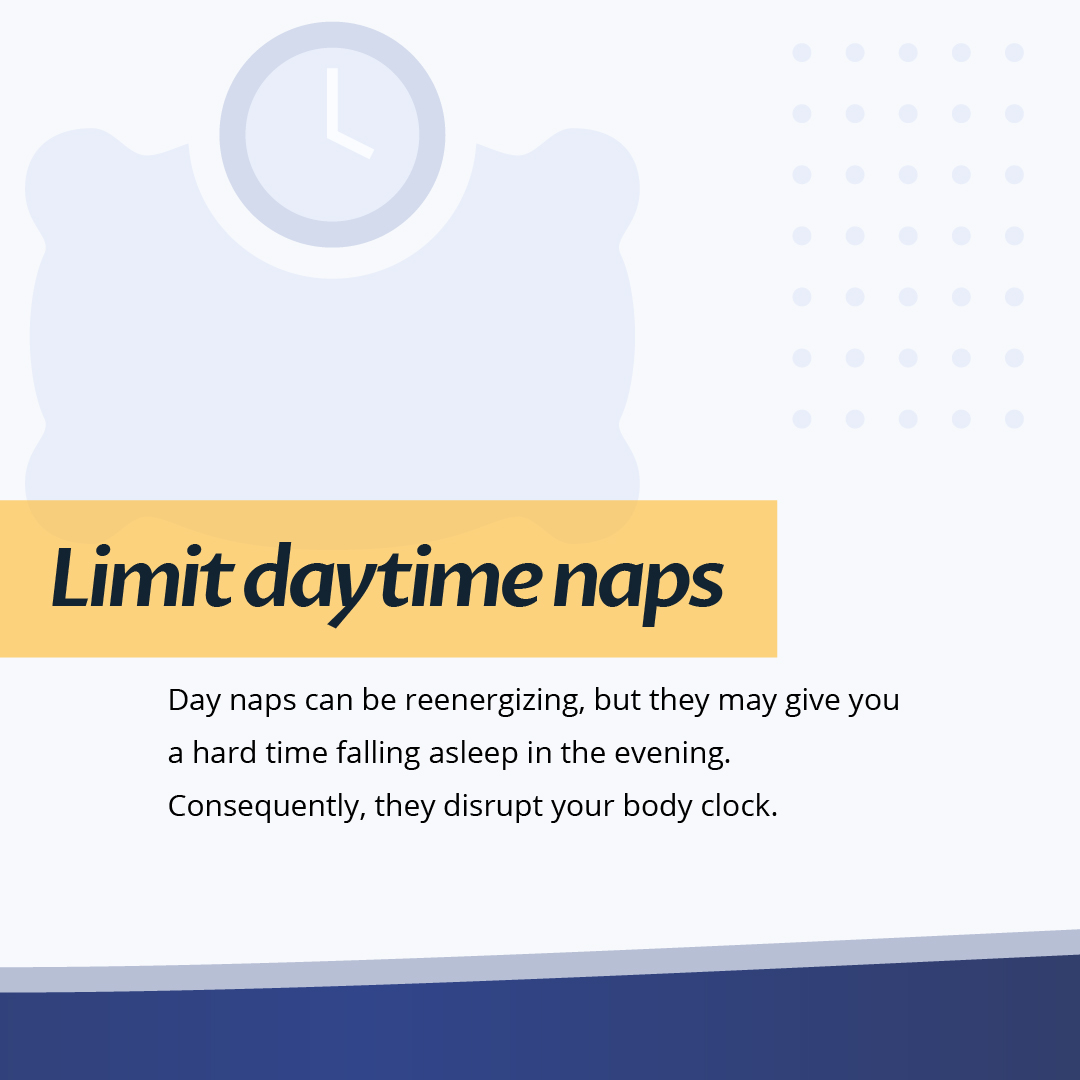 Limit daytime naps
Day naps can be reenergizing, but they may give you
a hard time falling asleep in the evening.
Consequently, they disrupt your body clock.